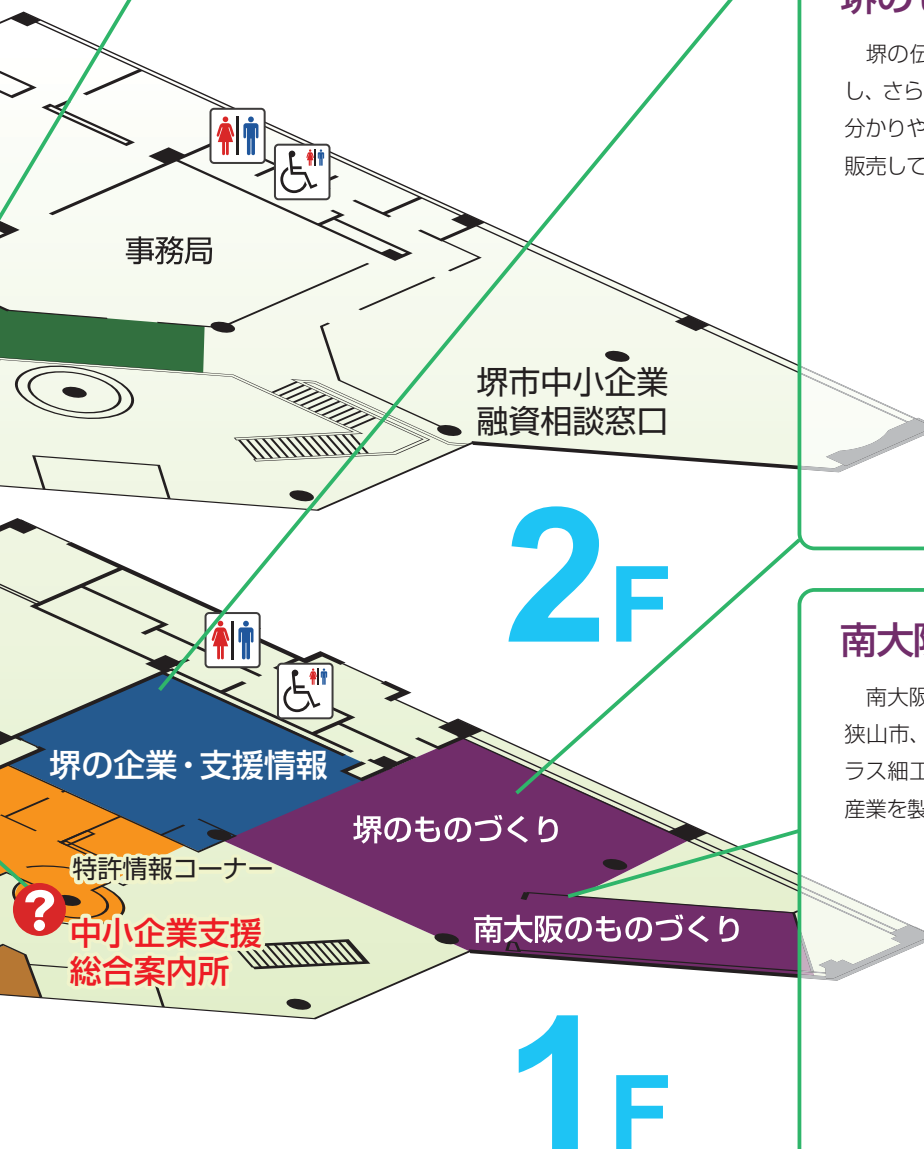 堺の
堺の伝
し、さら
分かりや
販売して
事務局
堺市中小企業
融資相談窓口
2F
南大阪
南大阪
狭山市、
ラス細工
産業を製
堺の企業・支援情報
堺のものづくり
特許情報コーナー
?
中小企業支援
総合案内所
南大阪のものづくり
1F